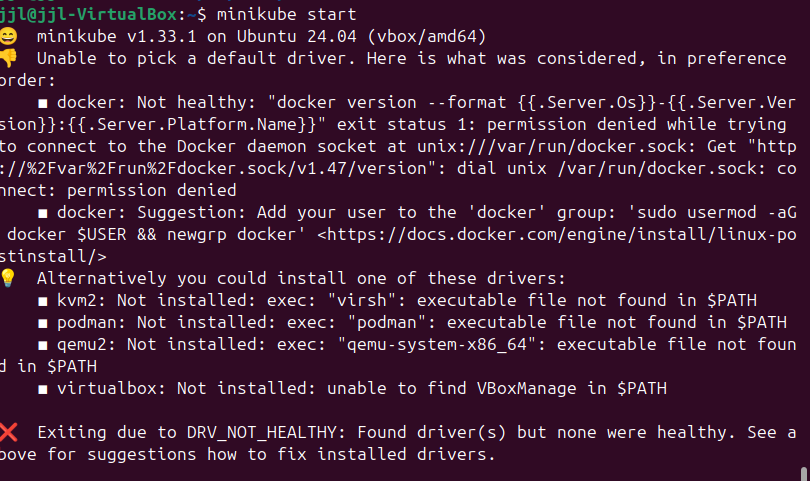 jjl@jjl-VirtualBox:~$ minikube start
😄  minikube v1.33.1 on Ubuntu 24.04 (vbox/amd64)
👎  Unable to pick a default driver. Here is what was considered, in preference
order:
    ■ docker: Not healthy: "docker version --format {{.Server.Os}}-{{.Server.Ver
sion}}:{{.Server.Platform.Name}}" exit status 1: permission denied while trying
to connect to the Docker daemon socket at unix:///var/run/docker.sock: Get "http
://%2Fvar%2Frun%2Fdocker.sock/v1.47/version": dial unix /var/run/docker.sock: co
nnect: permission denied
    ■ docker: Suggestion: Add your user to the 'docker' group: 'sudo usermod -aG
 docker $USER && newgrp docker' <https://docs.docker.com/engine/install/linux-po
stinstall/>
💡  Alternatively you could install one of these drivers:
    ■ kvm2: Not installed: exec: "virsh": executable file not found in $PATH
    ■ podman: Not installed: exec: "podman": executable file not found in $PATH
    ■ qemu2: Not installed: exec: "qemu-system-x86_64": executable file not foun
d in $PATH
    ■ virtualbox: Not installed: unable to find VBoxManage in $PATH
❌  Exiting due to DRV_NOT_HEALTHY: Found driver(s) but none were healthy. See a
bove for suggestions how to fix installed drivers.